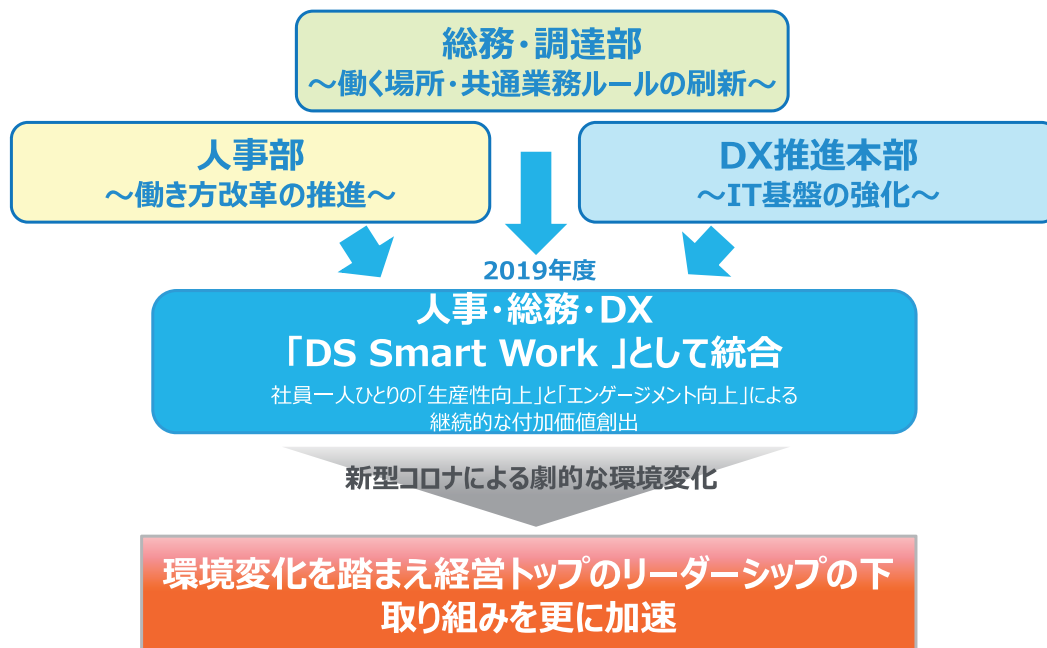 総務・調達部
～働く場所・共通業務ルールの刷新～
人事部
～働き方改革の推進～
DX推進本部
～IT基盤の強化～
2019年度
人事・総務・DX
「DS Smart Work 」として統合
社員一人ひとりの「生産性向上」と「エンゲージメント向上」による
継続的な付加価値創出
新型コロナによる劇的な環境変化
環境変化を踏まえ経営トップのリーダーシップの下
取り組みを更に加速